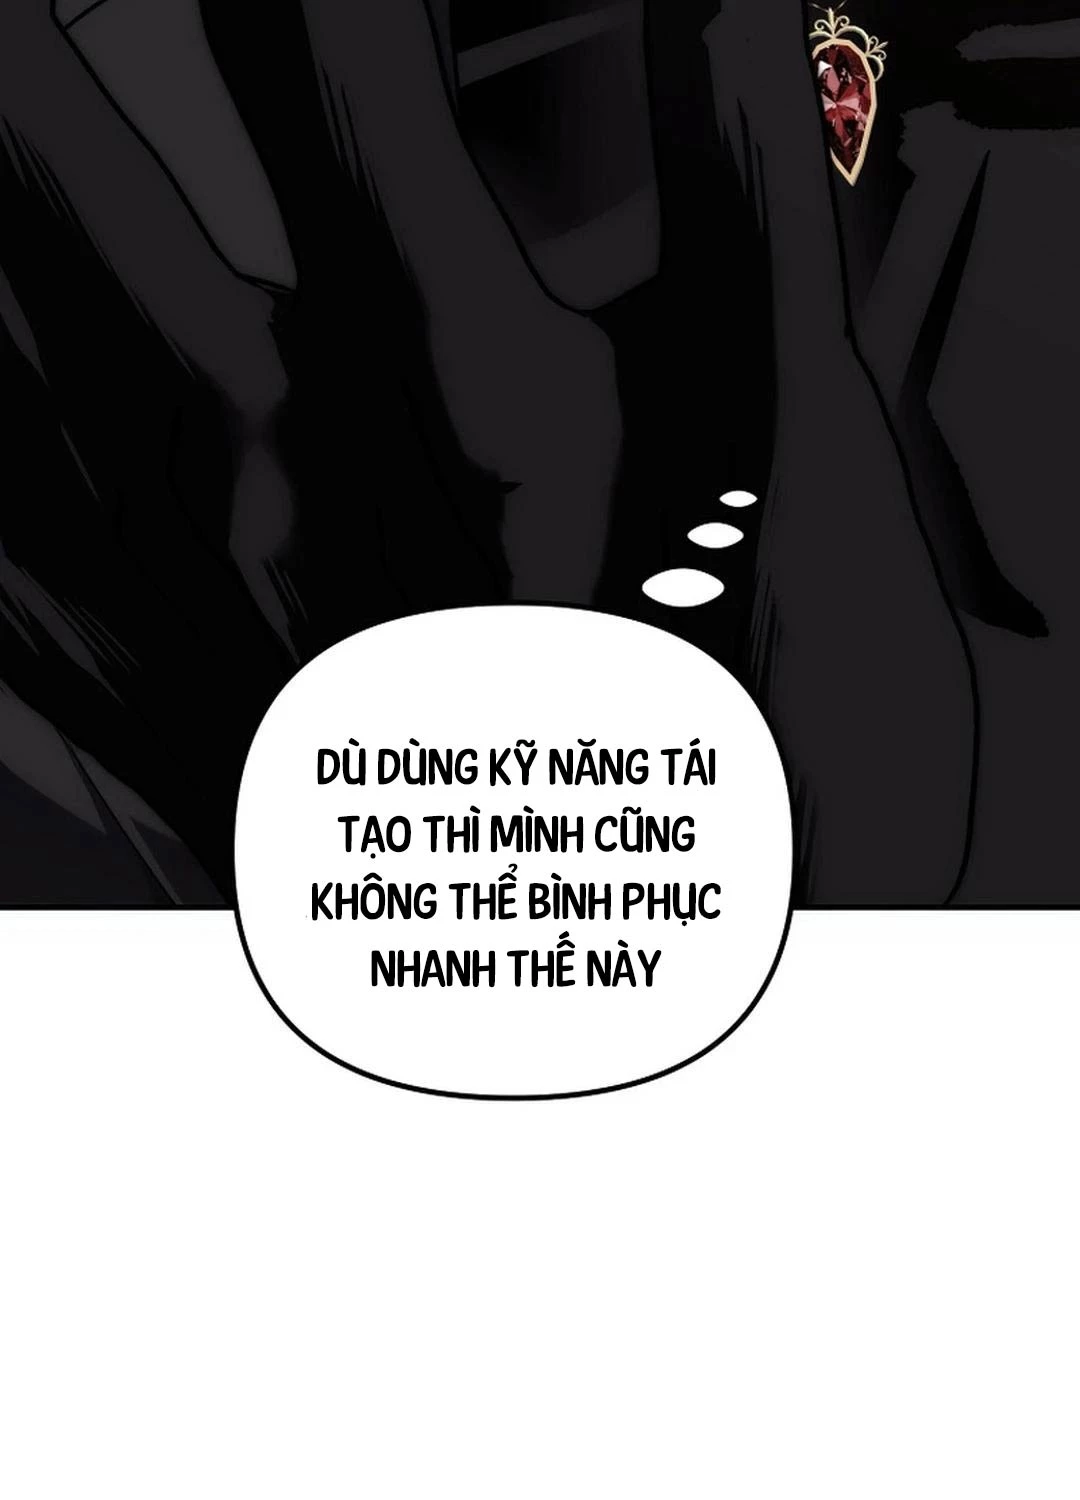 DÙ DÙNG KỸ NĂNG TÁI
TẠO THÌ MÌNH CŨNG
KHÔNG THỂ BÌNH PHỤC
NHANH THẾ NÀY